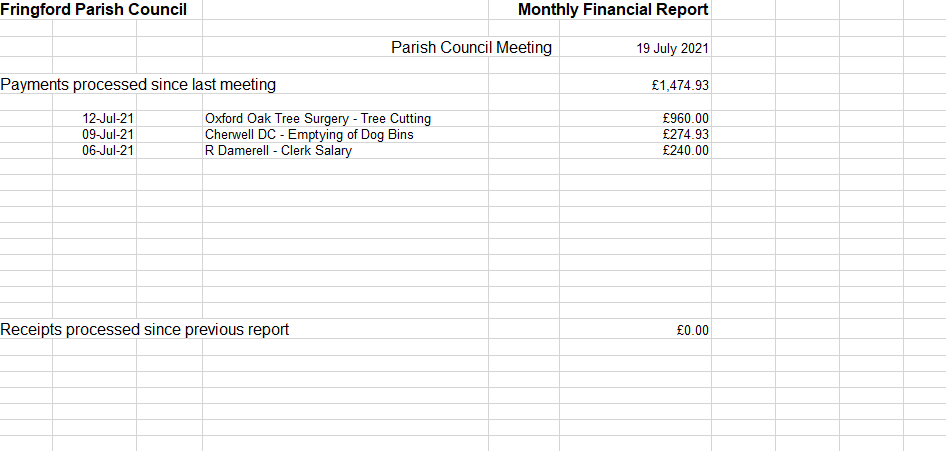 Fringford Parish Council Monthly Financial Report
Parish Council Meeting 19 July 2021
Payments processed since last meeting £1,474.93
12-Jul-21 Oxford Oak Tree Surgery - Tree Cutting £960.00
09-Jul-21 Cherwell DC - Emptying of Dog Bins £274.93
06-Jul-21 R Damerell - Clerk Salary £240.00
Receipts processed since previous report £0.00